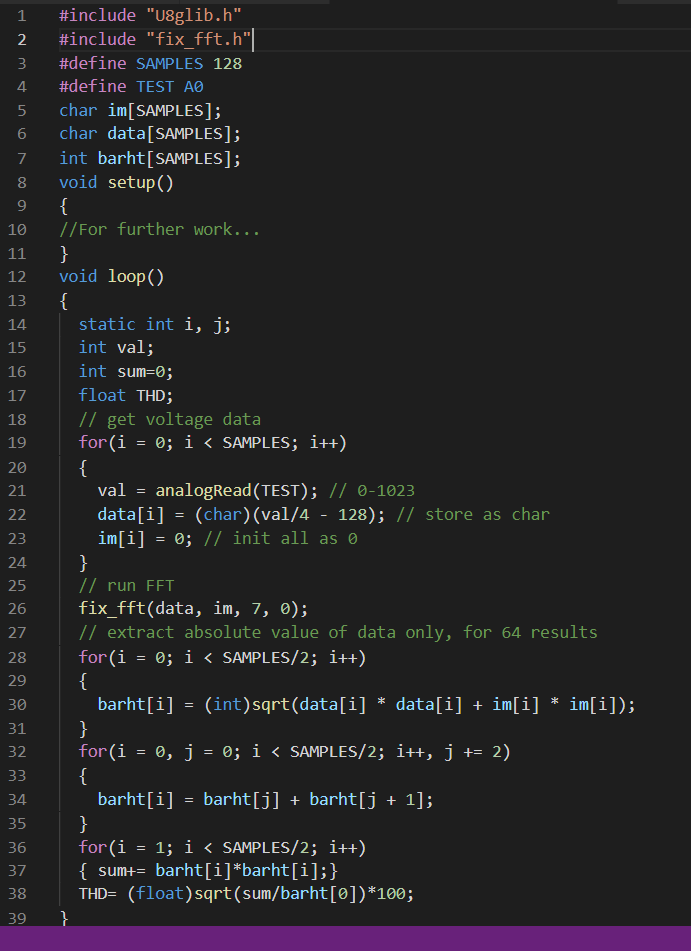 1 #include "U8glib.h"
2 #include "fix_fft.h"
3 #define SAMPLES 128
4 #define TEST A0
5 char im[SAMPLES];
6 char data[SAMPLES];
7 int barht[SAMPLES];
8 void setup()
9 {
10 //For further work...
11 }
12 void loop()
13 {
14 static int i, j;
15 int val;
16 int sum=0;
17 float THD;
18 // get voltage data
19 for(i = 0; i < SAMPLES; i++)
20 {
21 val = analogRead(TEST); // 0-1023
22 data[i] = (char)(val/4 - 128); // store as char
23 im[i] = 0; // init all as 0
24 }
25 // run FFT
26 fix_fft(data, im, 7, 0);
27 // extract absolute value of data only, for 64 results
28 for(i = 0; i < SAMPLES/2; i++)
29 {
30 barht[i] = (int)sqrt(data[i] * data[i] + im[i] * im[i]);
31 }
32 for(i = 0, j = 0; i < SAMPLES/2; i++, j += 2)
33 {
34 barht[i] = barht[j] + barht[j + 1];
35 }
36 for(i = 1; i < SAMPLES/2; i++)
37 { sum+= barht[i]*barht[i];}
38 THD= (float)sqrt(sum/barht[0])*100;
39 }